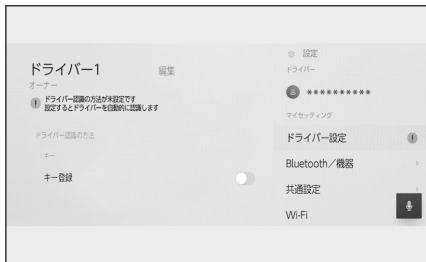 ドライバー1
編集
オーナー
ドライバー認識の方法が未設定です
設定するとドライバーを自動的に認識します
ドライバー認識の方法
キー
キー登録
設定
ドライバー
**********
マイセッティング
ドライバー設定
Bluetooth/機器
共通設定
Wi-Fi